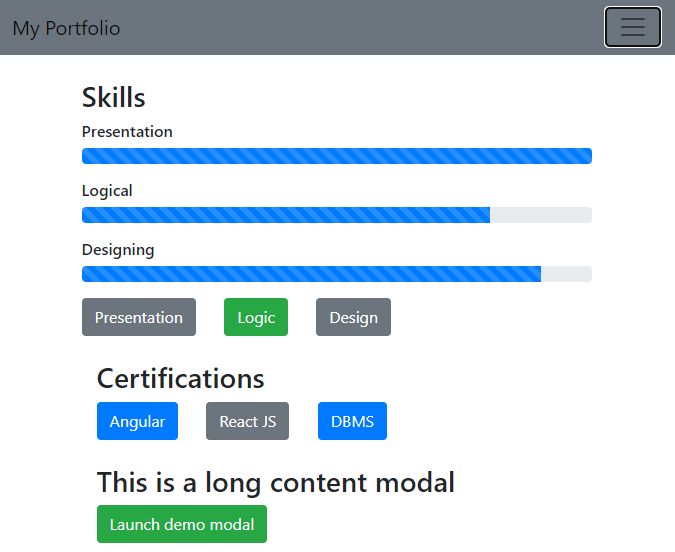 My Portfolio
Skills
Presentation
Logical
Designing
Presentation Logic Design
Certifications
Angular React JS DBMS
This is a long content modal
Launch demo modal